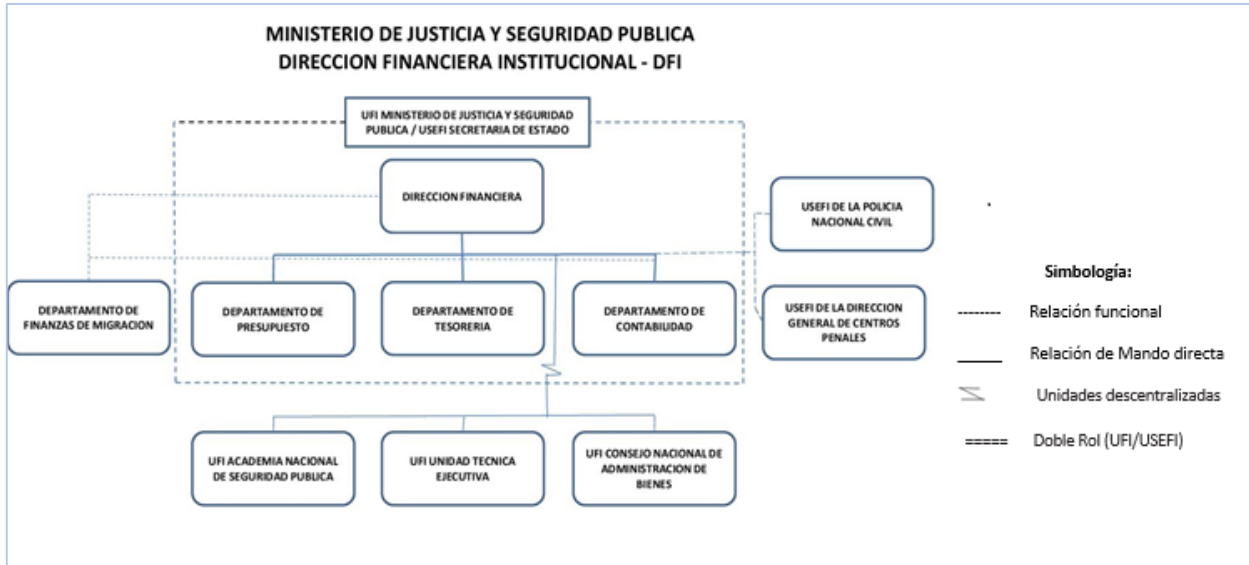 MINISTERIO DE JUSTICIA Y SEGURIDAD PUBLICA
DIRECCION FINANCIERA INSTITUCIONAL - DFI
UFI MINISTERIO DE JUSTICIA Y SEGURIDAD
PUBLICA / USEFI SECRETARIA DE ESTADO
DIRECCION FINANCIERA
USEFI DE LA POLICIA
NACIONAL CIVIL
DEPARTAMENTO DE
FINANZAS DE MIGRACION
DEPARTAMENTO DE
PRESUPUESTO
DEPARTAMENTO DE
TESORERIA
DEPARTAMENTO DE
CONTABILIDAD
USEFI DE LA DIRECCION
GENERAL DE CENTROS
PENALES
UFI ACADEMIA NACIONAL
DE SEGURIDAD PUBLICA
UFI UNIDAD TECNICA
EJECUTIVA
UFI CONSEJO NACIONAL DE
ADMINISTRACION DE
BIENES
Simbología:
Relación funcional
Relación de Mando directa
Unidades descentralizadas
Doble Rol (UFI/USEFI)